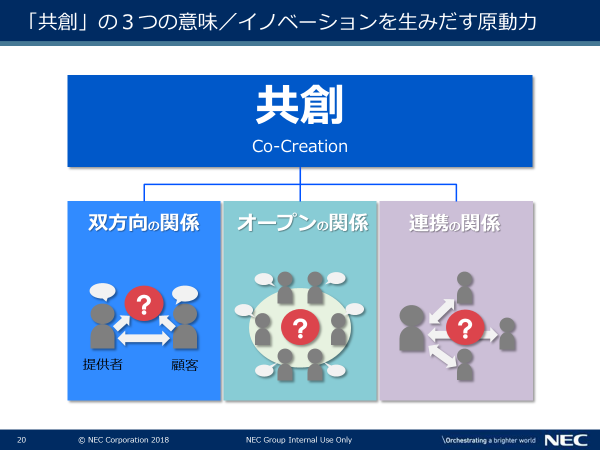 「共創」の３つの意味／イノベーションを生みだす原動力
共創
Co-Creation
双方向の関係
オープンの関係
連携の関係
?
?
?
提供者
顧客
20
© NEC Corporation 2018
NEC Group Internal Use Only
\Orchestrating a brighter world
NEC